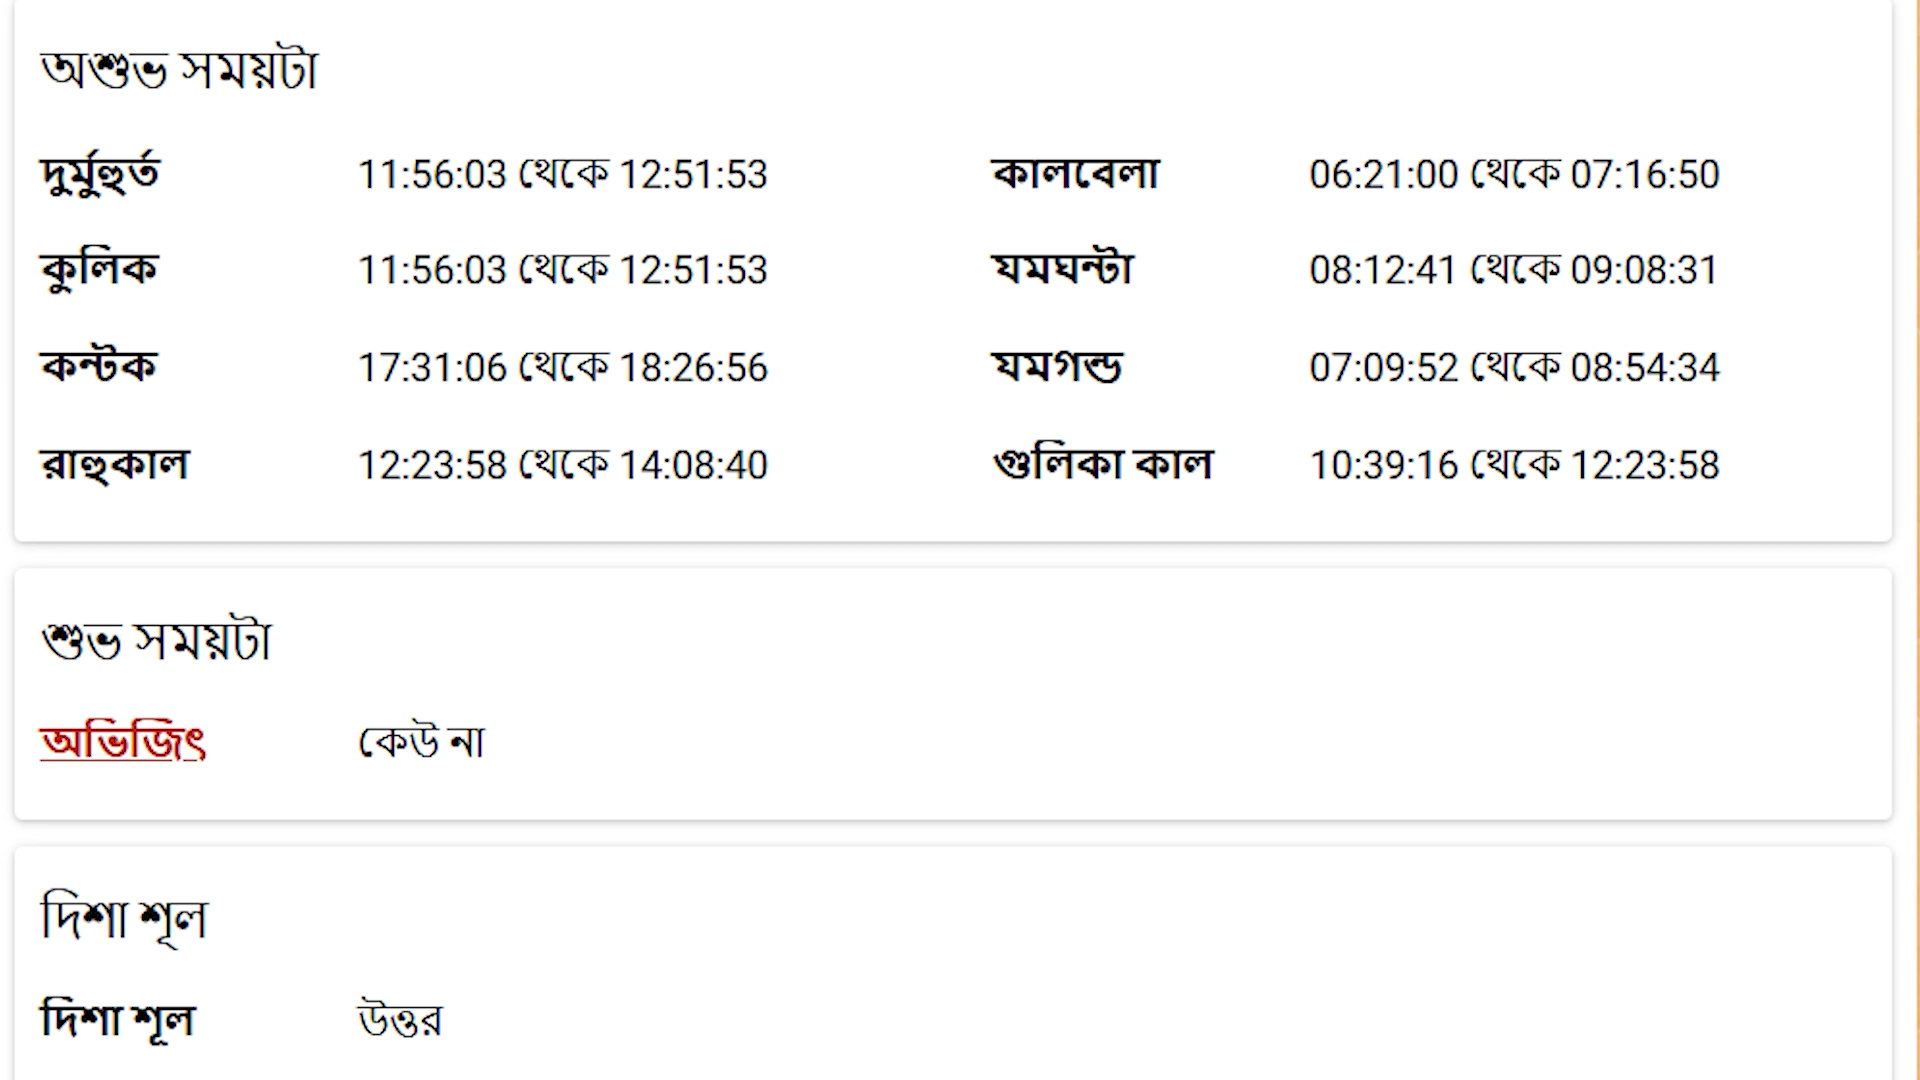 অশুভ সময়টা
দুর্মুহুর্ত 11:56:03 থেকে 12:51:53 কালবেলা 06:21:00 থেকে 07:16:50
কুলিক 11:56:03 থেকে 12:51:53 যমঘন্টা 08:12:41 থেকে 09:08:31
কন্টক 17:31:06 থেকে 18:26:56 যমগন্ড 07:09:52 থেকে 08:54:34
রাহুকাল 12:23:58 থেকে 14:08:40 গুলিকা কাল 10:39:16 থেকে 12:23:58
শুভ সময়টা
অভিজিৎ কেউ না
দিশা শূল
দিশা শূল উত্তর